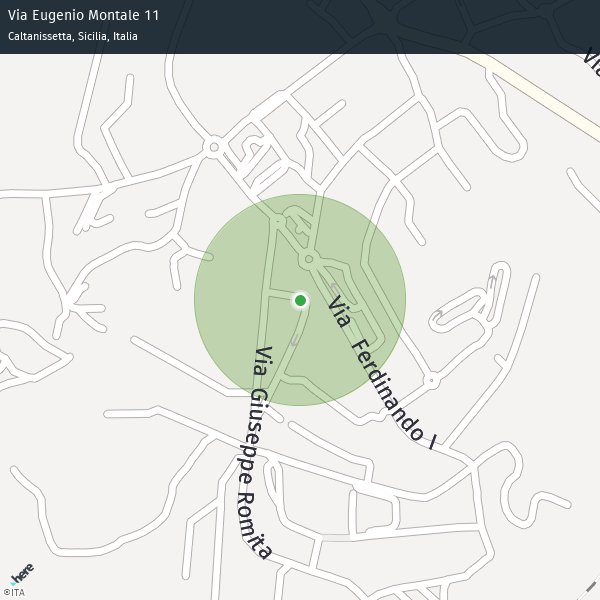 Via Eugenio Montale 11
Caltanissetta, Sicilia, Italia
Via
Via Ferdinando I
Via Giuseppe Romita
here
©ITA